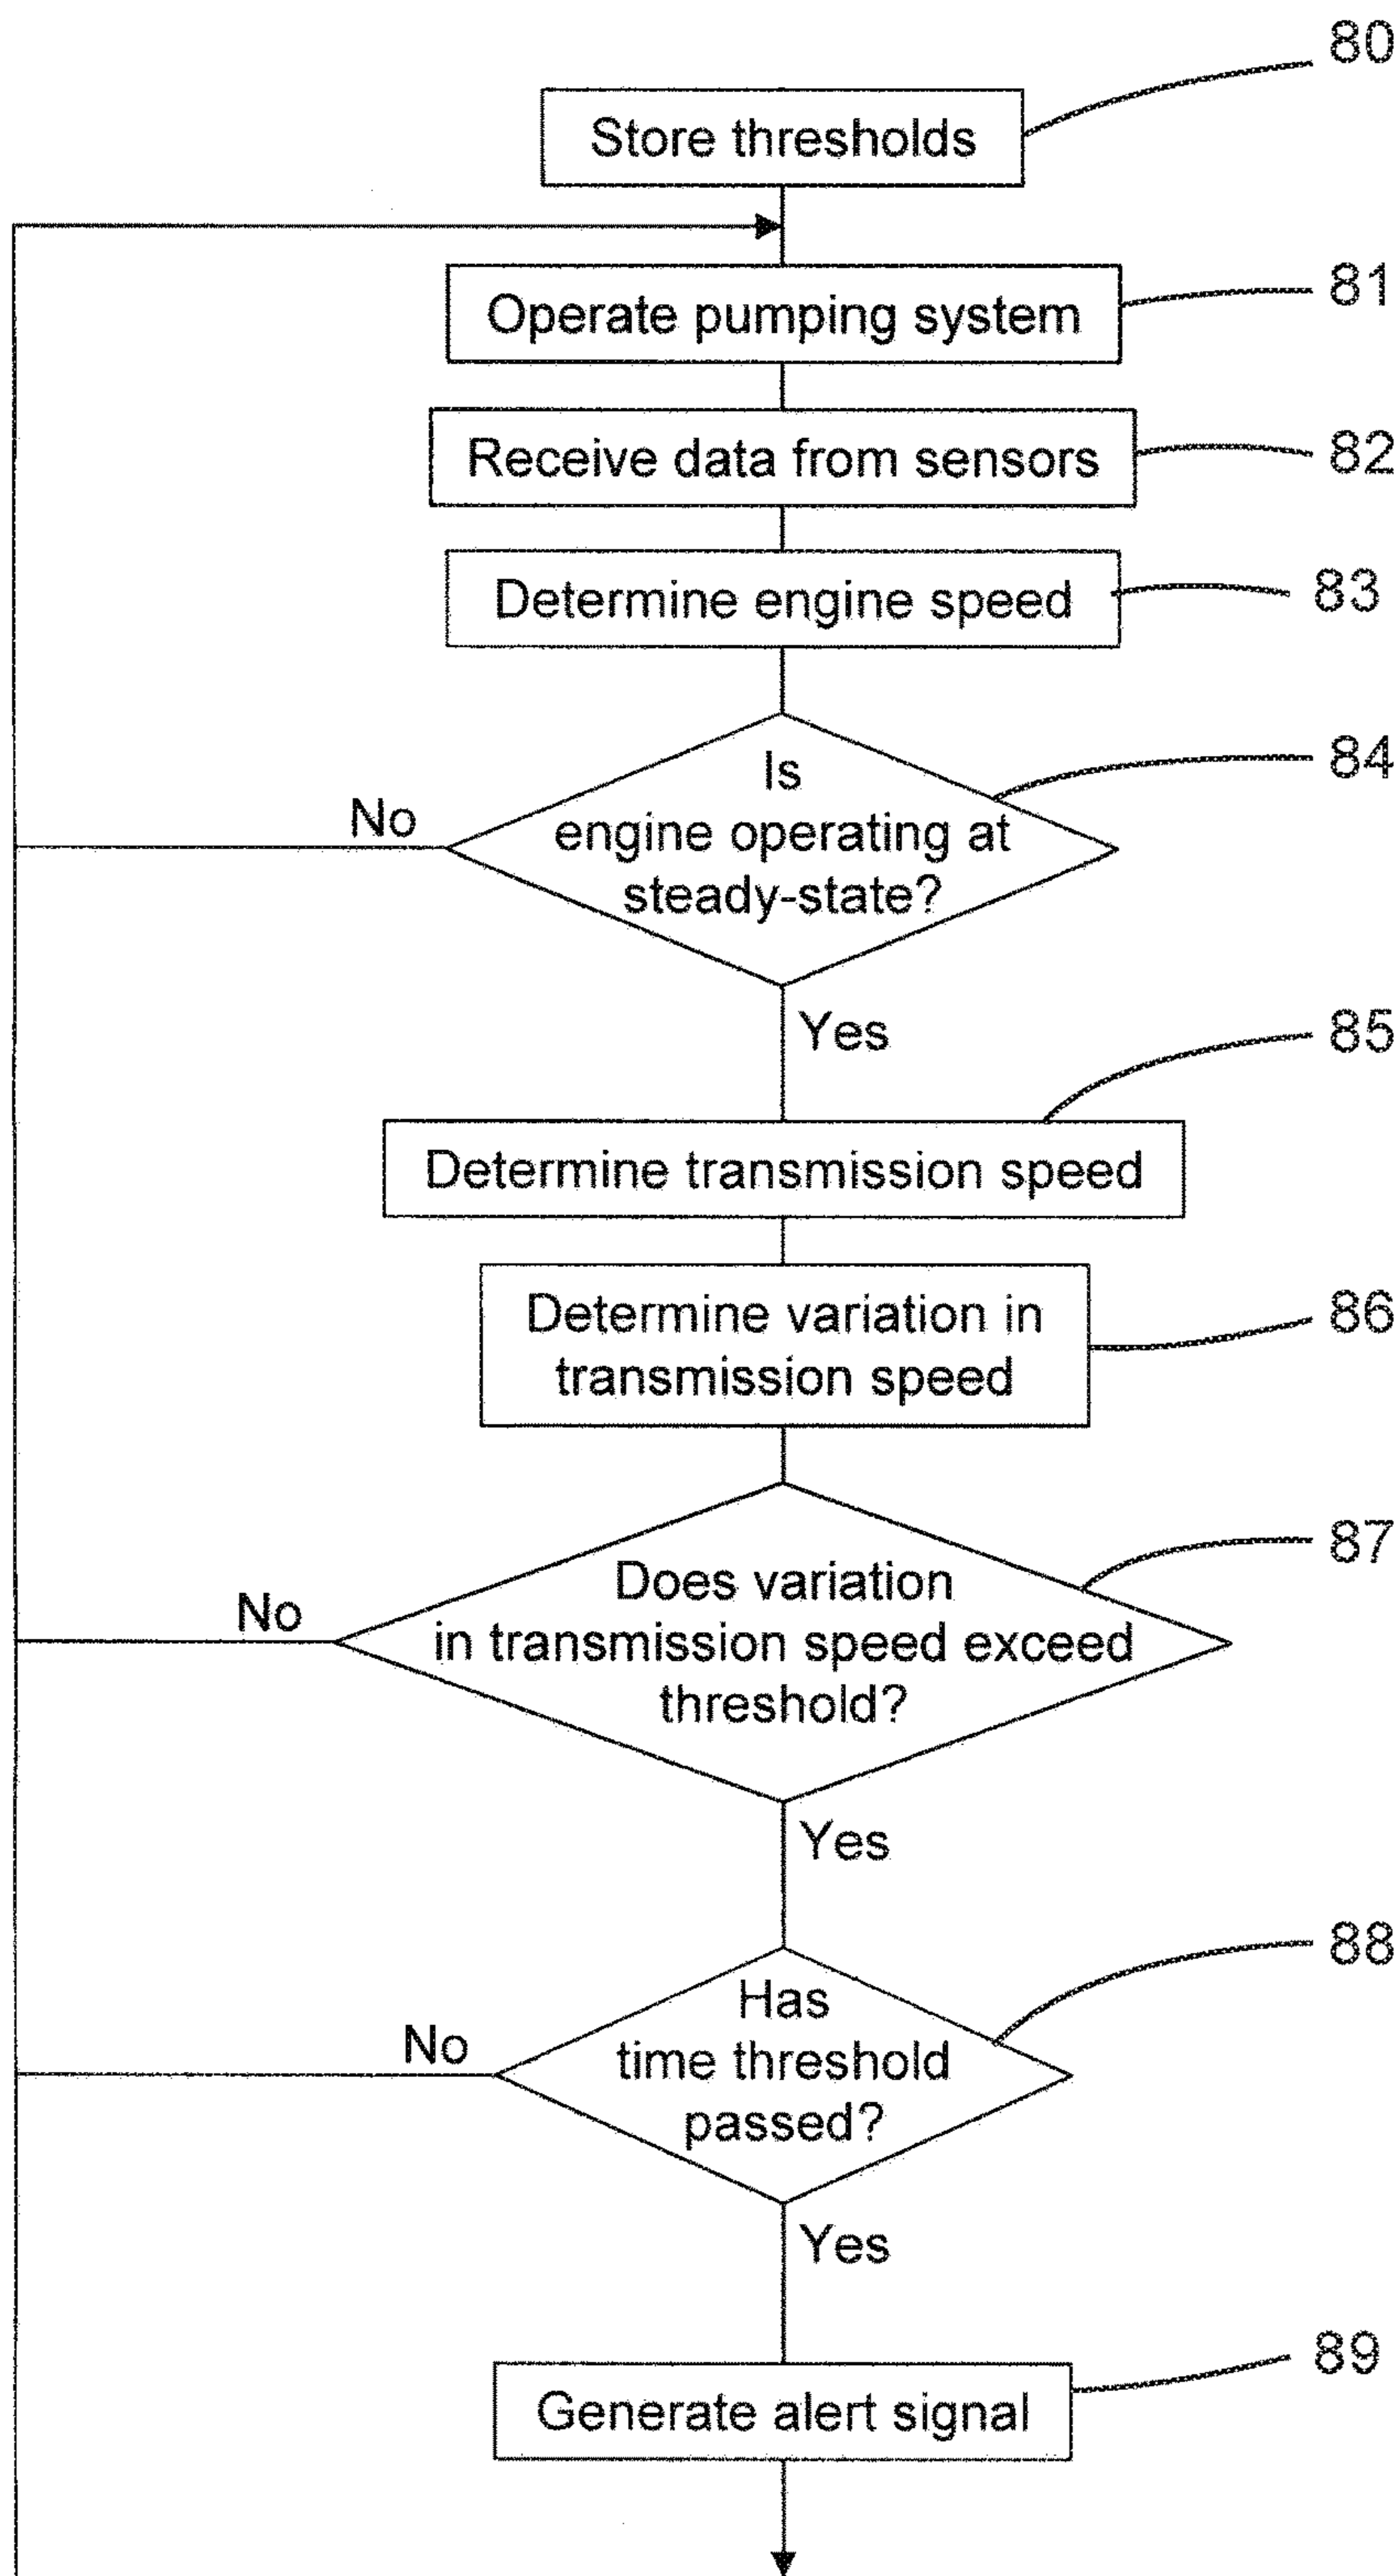 80
Store thresholds
81
Operate pumping system
82
Receive data from sensors
83
Determine engine speed
84
Is
engine operating at
steady-state?
No
Yes
85
Determine transmission speed
86
Determine variation in
transmission speed
87
Does variation
in transmission speed exceed
threshold?
No
Yes
88
Has
time threshold
passed?
No
Yes
89
Generate alert signal